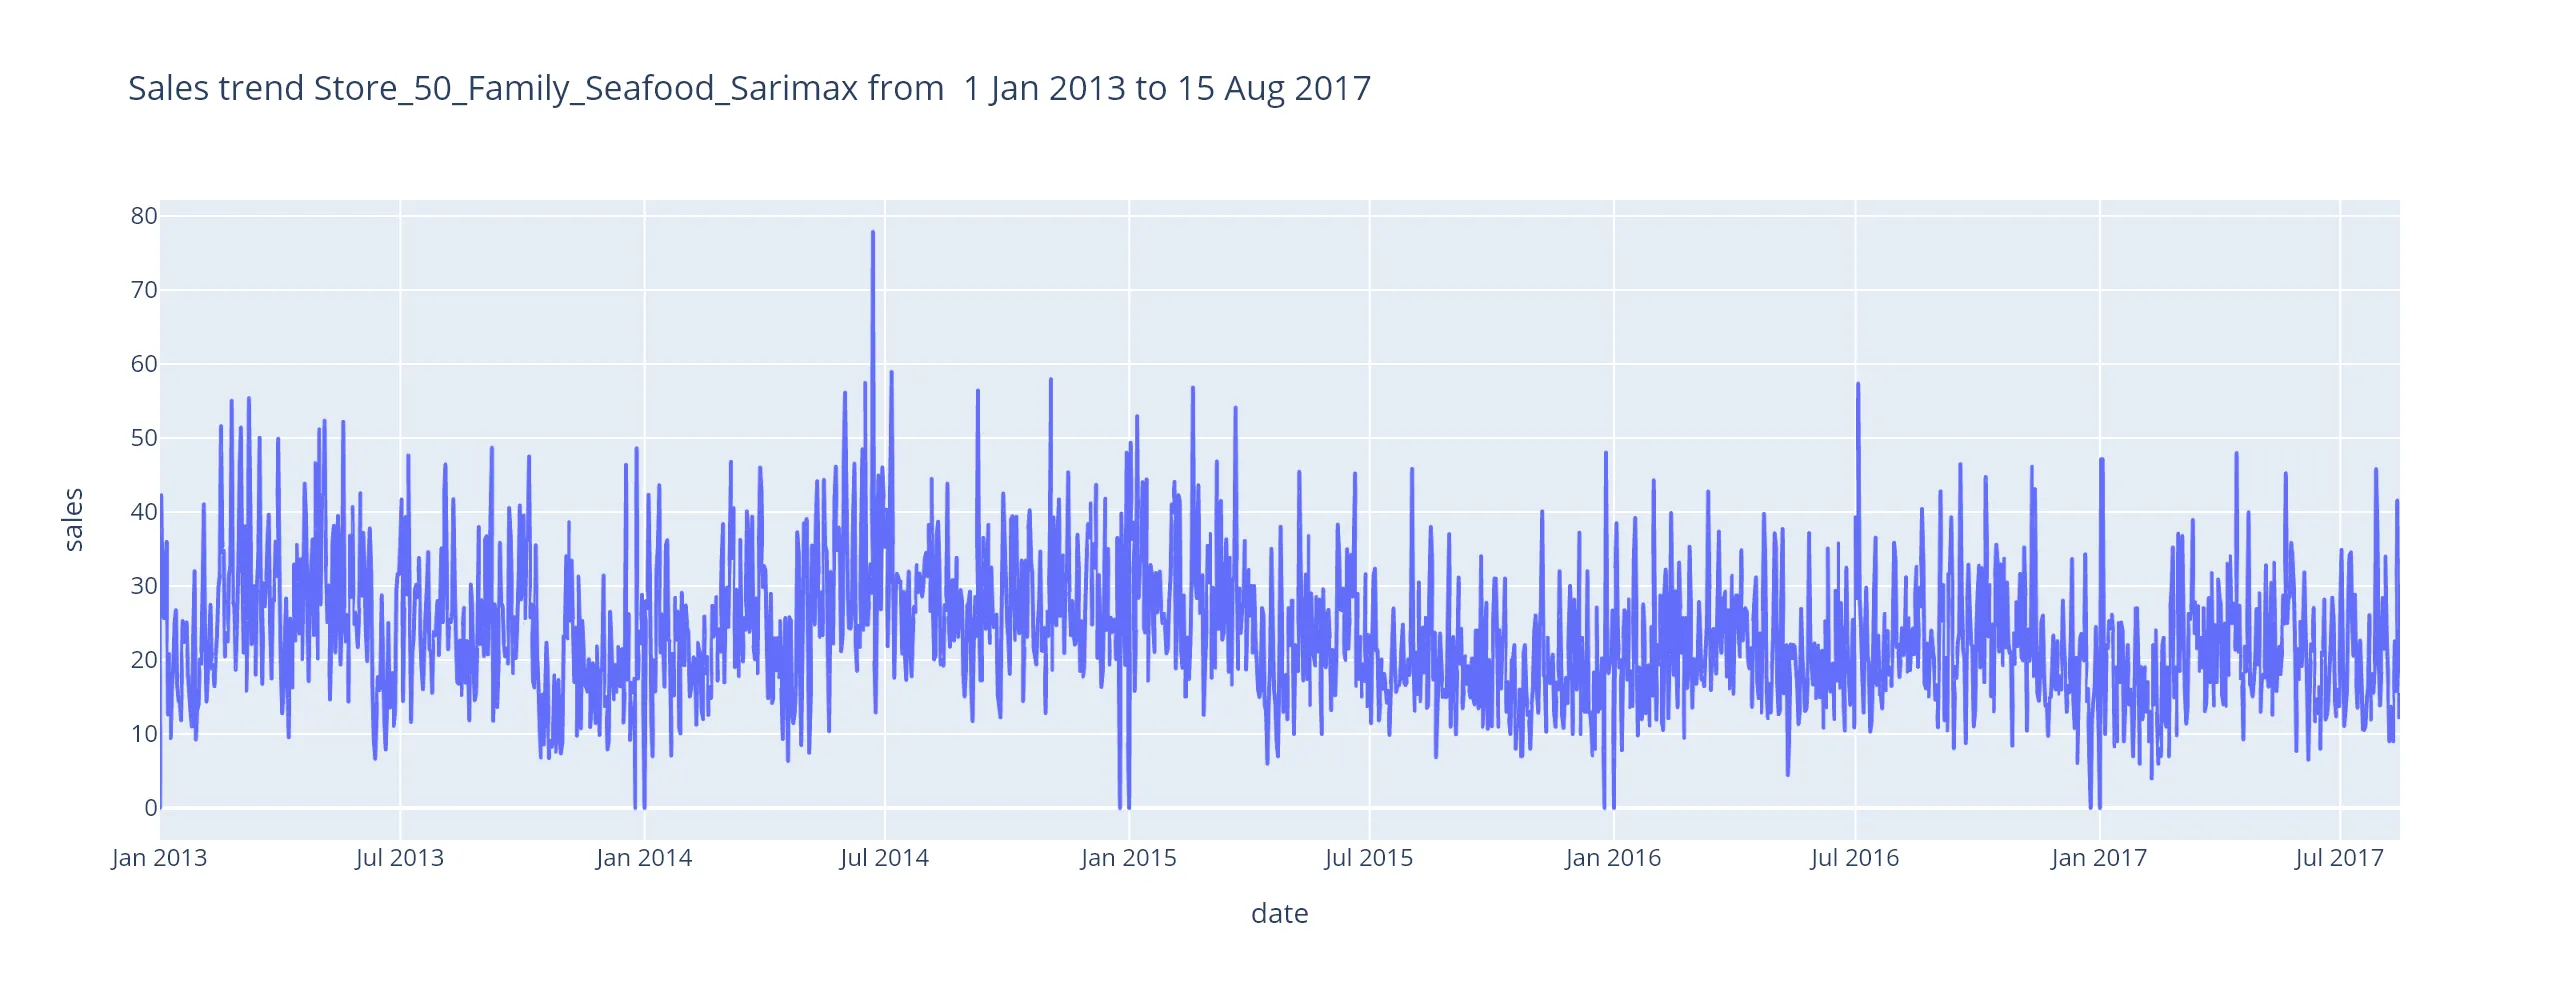 Sales trend Store_50_Family_Seafood_Sarimax from  1 Jan 2013 to 15 Aug 2017
80
70
60
50
40
30
20
10
0
sales
Jan 2013 Jul 2013 Jan 2014 Jul 2014 Jan 2015 Jul 2015 Jan 2016 Jul 2016 Jan 2017 Jul 2017
date